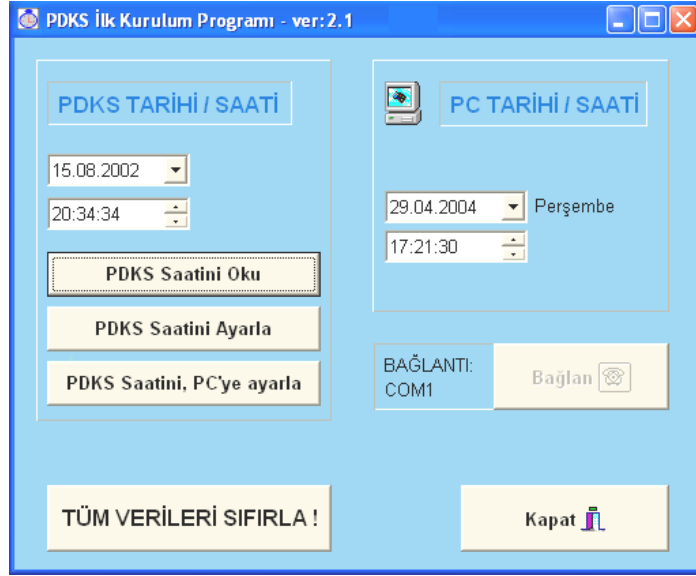 PDKS İlk Kurulum Programı - ver:2.1
PDKS TARİHİ / SAATİ
15.08.2002
20:34:34
PDKS Saatini Oku
PDKS Saatini Ayarla
PDKS Saatini, PC'ye ayarla
PC TARİHİ / SAATİ
29.04.2004 Perşembe
17:21:30
BAĞLANTI:
COM1
Bağlan
TÜM VERİLERİ SIFIRLA !
Kapat